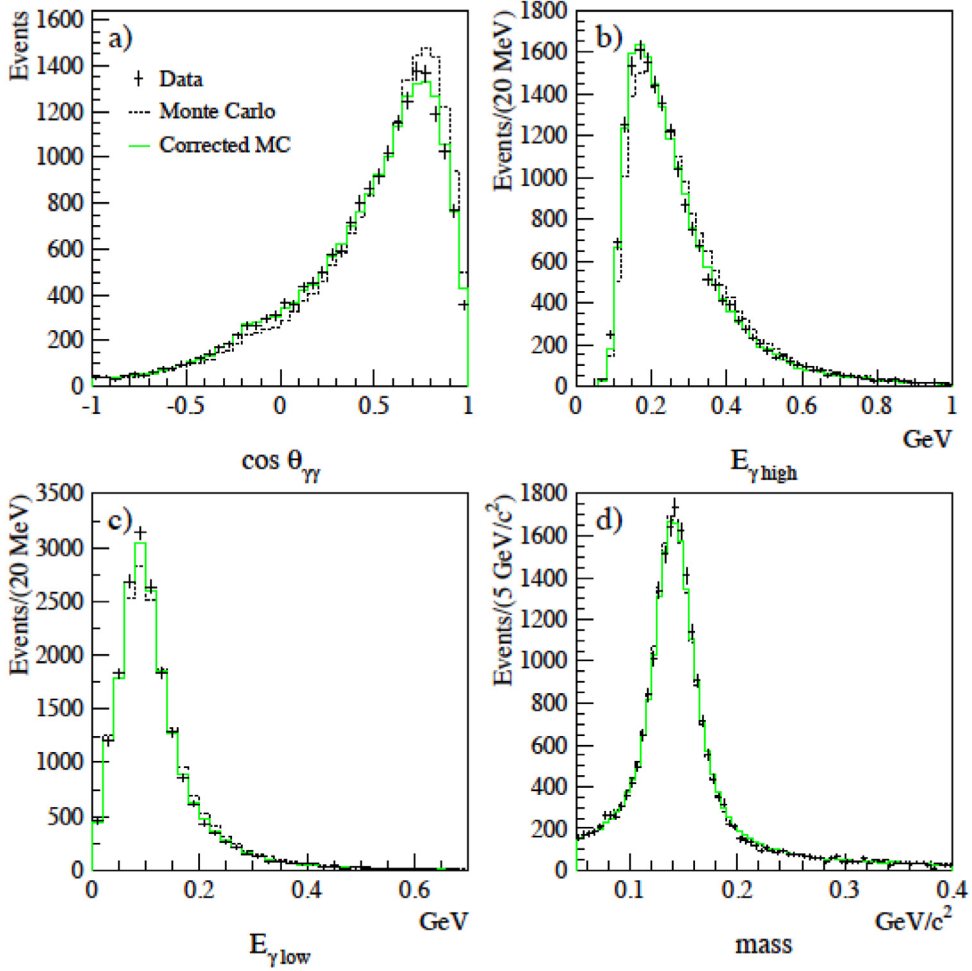 a)
Events
1600
1400
1200
1000
800
600
400
200
0
Data
Monte Carlo
Corrected MC
-1 -0.5 0 0.5 1
cos θγγ
b)
Events/(20 MeV)
1800
1600
1400
1200
1000
800
600
400
200
0
0 0.2 0.4 0.6 0.8 1
GeV
Eγ high
c)
Events/(20 MeV)
3500
3000
2500
2000
1500
1000
500
0
0 0.2 0.4 0.6
GeV
Eγ low
d)
Events/(5 GeV/c²)
1800
1600
1400
1200
1000
800
600
400
200
0
0.1 0.2 0.3 0.4
GeV/c²
mass